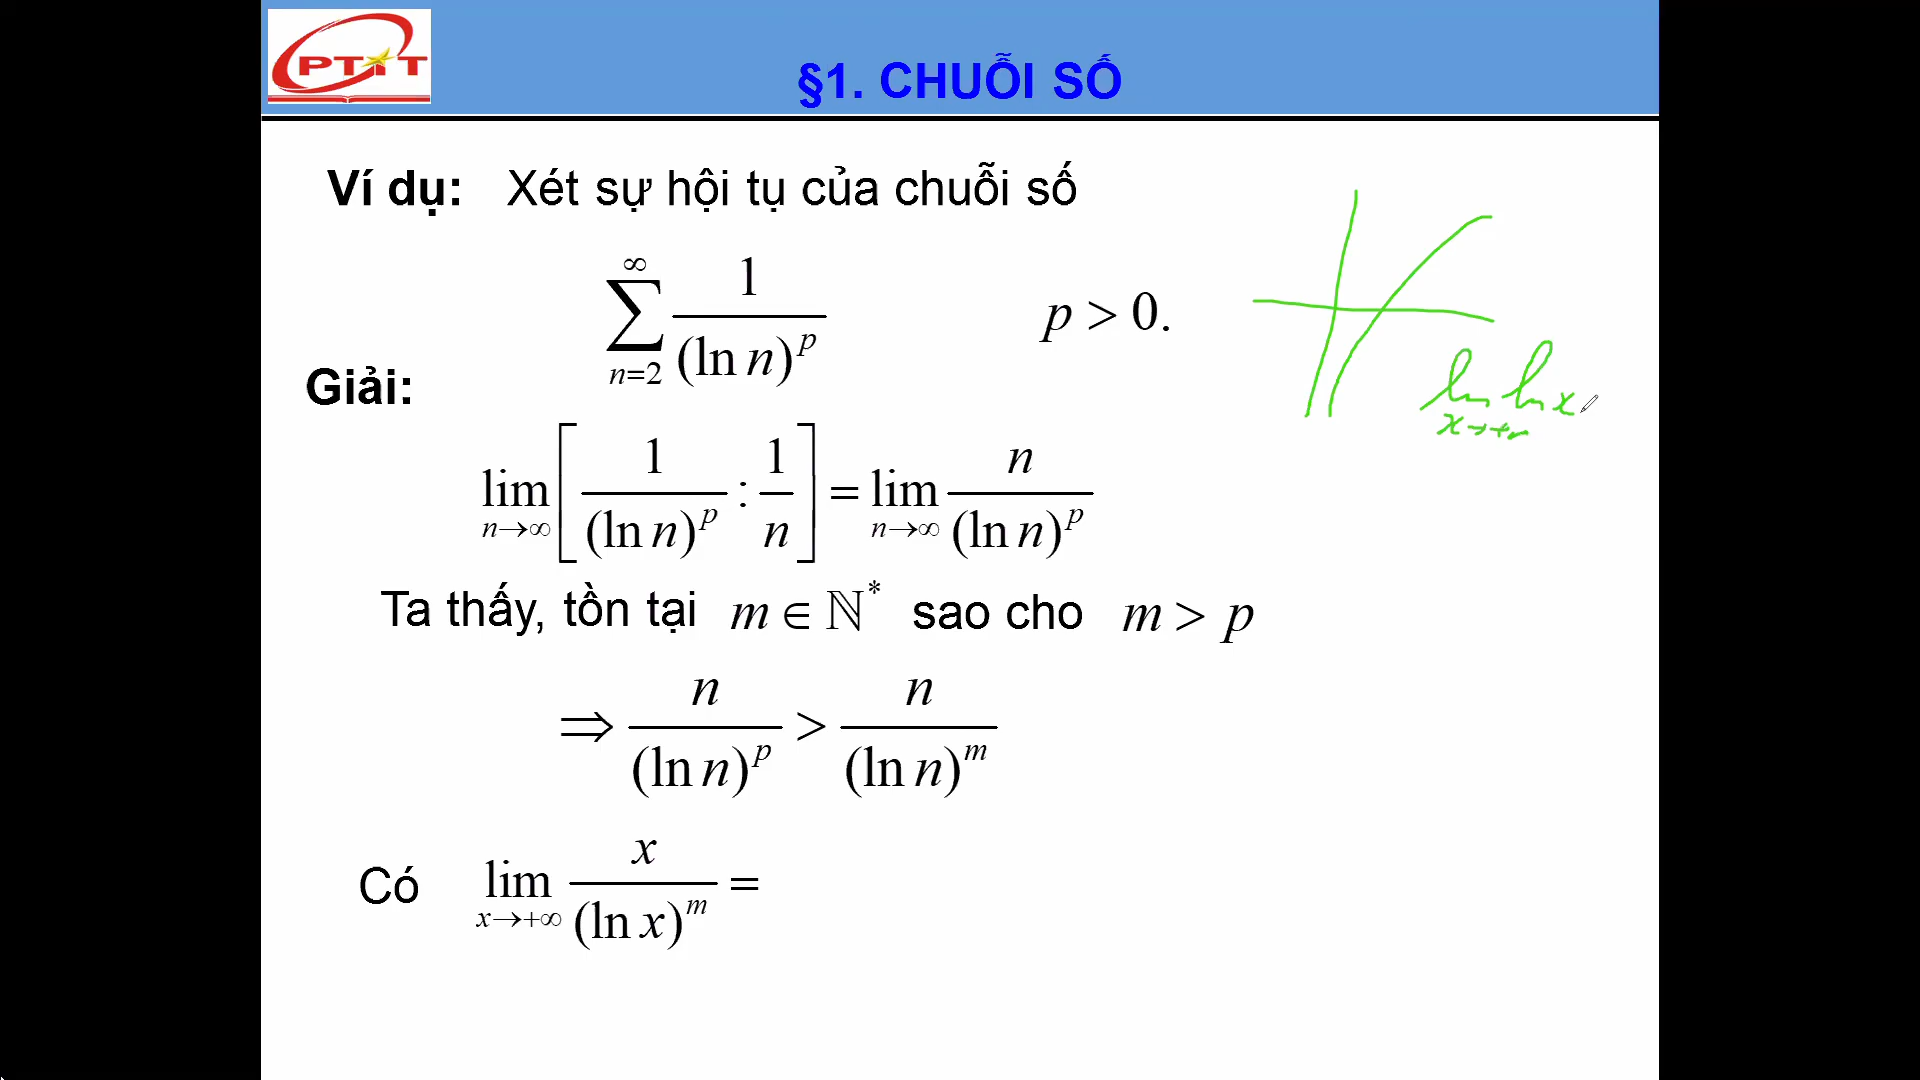 PTIT
§1. CHUỖI SỐ
Ví dụ: Xét sự hội tụ của chuỗi số
∑_{n=2}^{∞} 1/(ln n)^p    p > 0.
Giải:
lim_{n→∞} [1/(ln n)^p : 1/n] = lim_{n→∞} n/(ln n)^p
Ta thấy, tồn tại m ∈ ℕ* sao cho m > p
⇒ n/(ln n)^p > n/(ln n)^m
Có lim_{x→+∞} x/(ln x)^m =
ln x